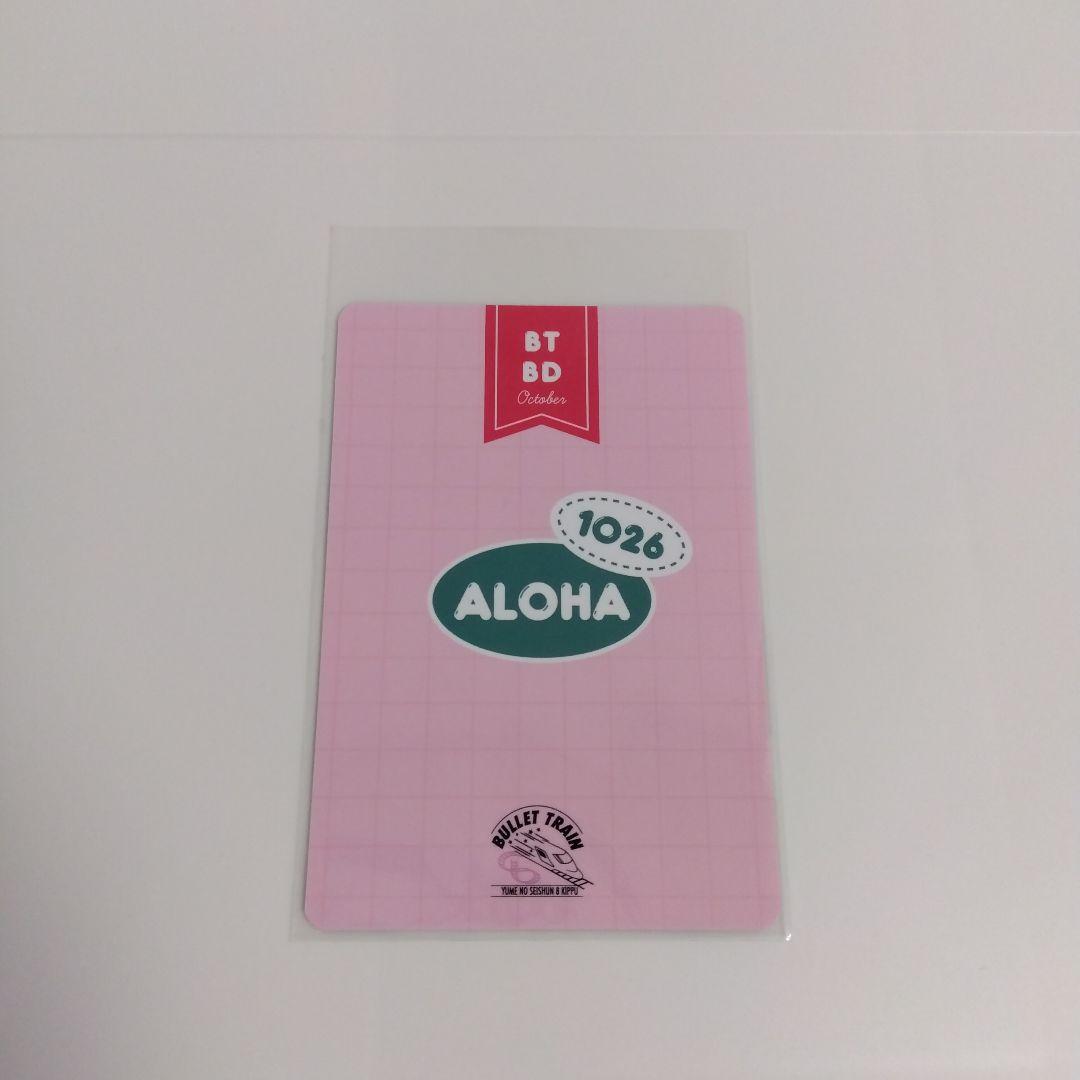 BT
BD
October
1026
ALOHA
BULLET TRAIN
YUME NO SEISHUN 8 KIPPU